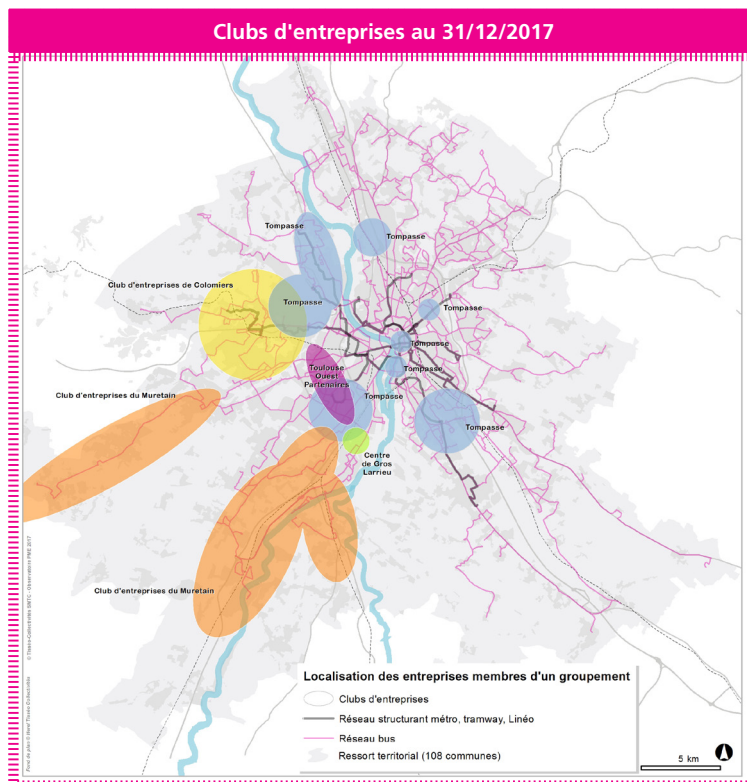 Clubs d'entreprises au 31/12/2017
Tompasse
Tompasse
Club d'entreprises de Colomiers
Tompasse
Tompasse
Tompasse
Toulouse
Ouest
Partenaires
Tompasse
Club d'entreprises du Muretain
Tompasse
Tompasse
Centre
de Gros
Larrieu
Club d'entreprises du Muretain
Localisation des entreprises membres d'un groupement
Clubs d'entreprises
Réseau structurant métro, tramway, Linéo
Réseau bus
Ressort territorial (108 communes)
5 km